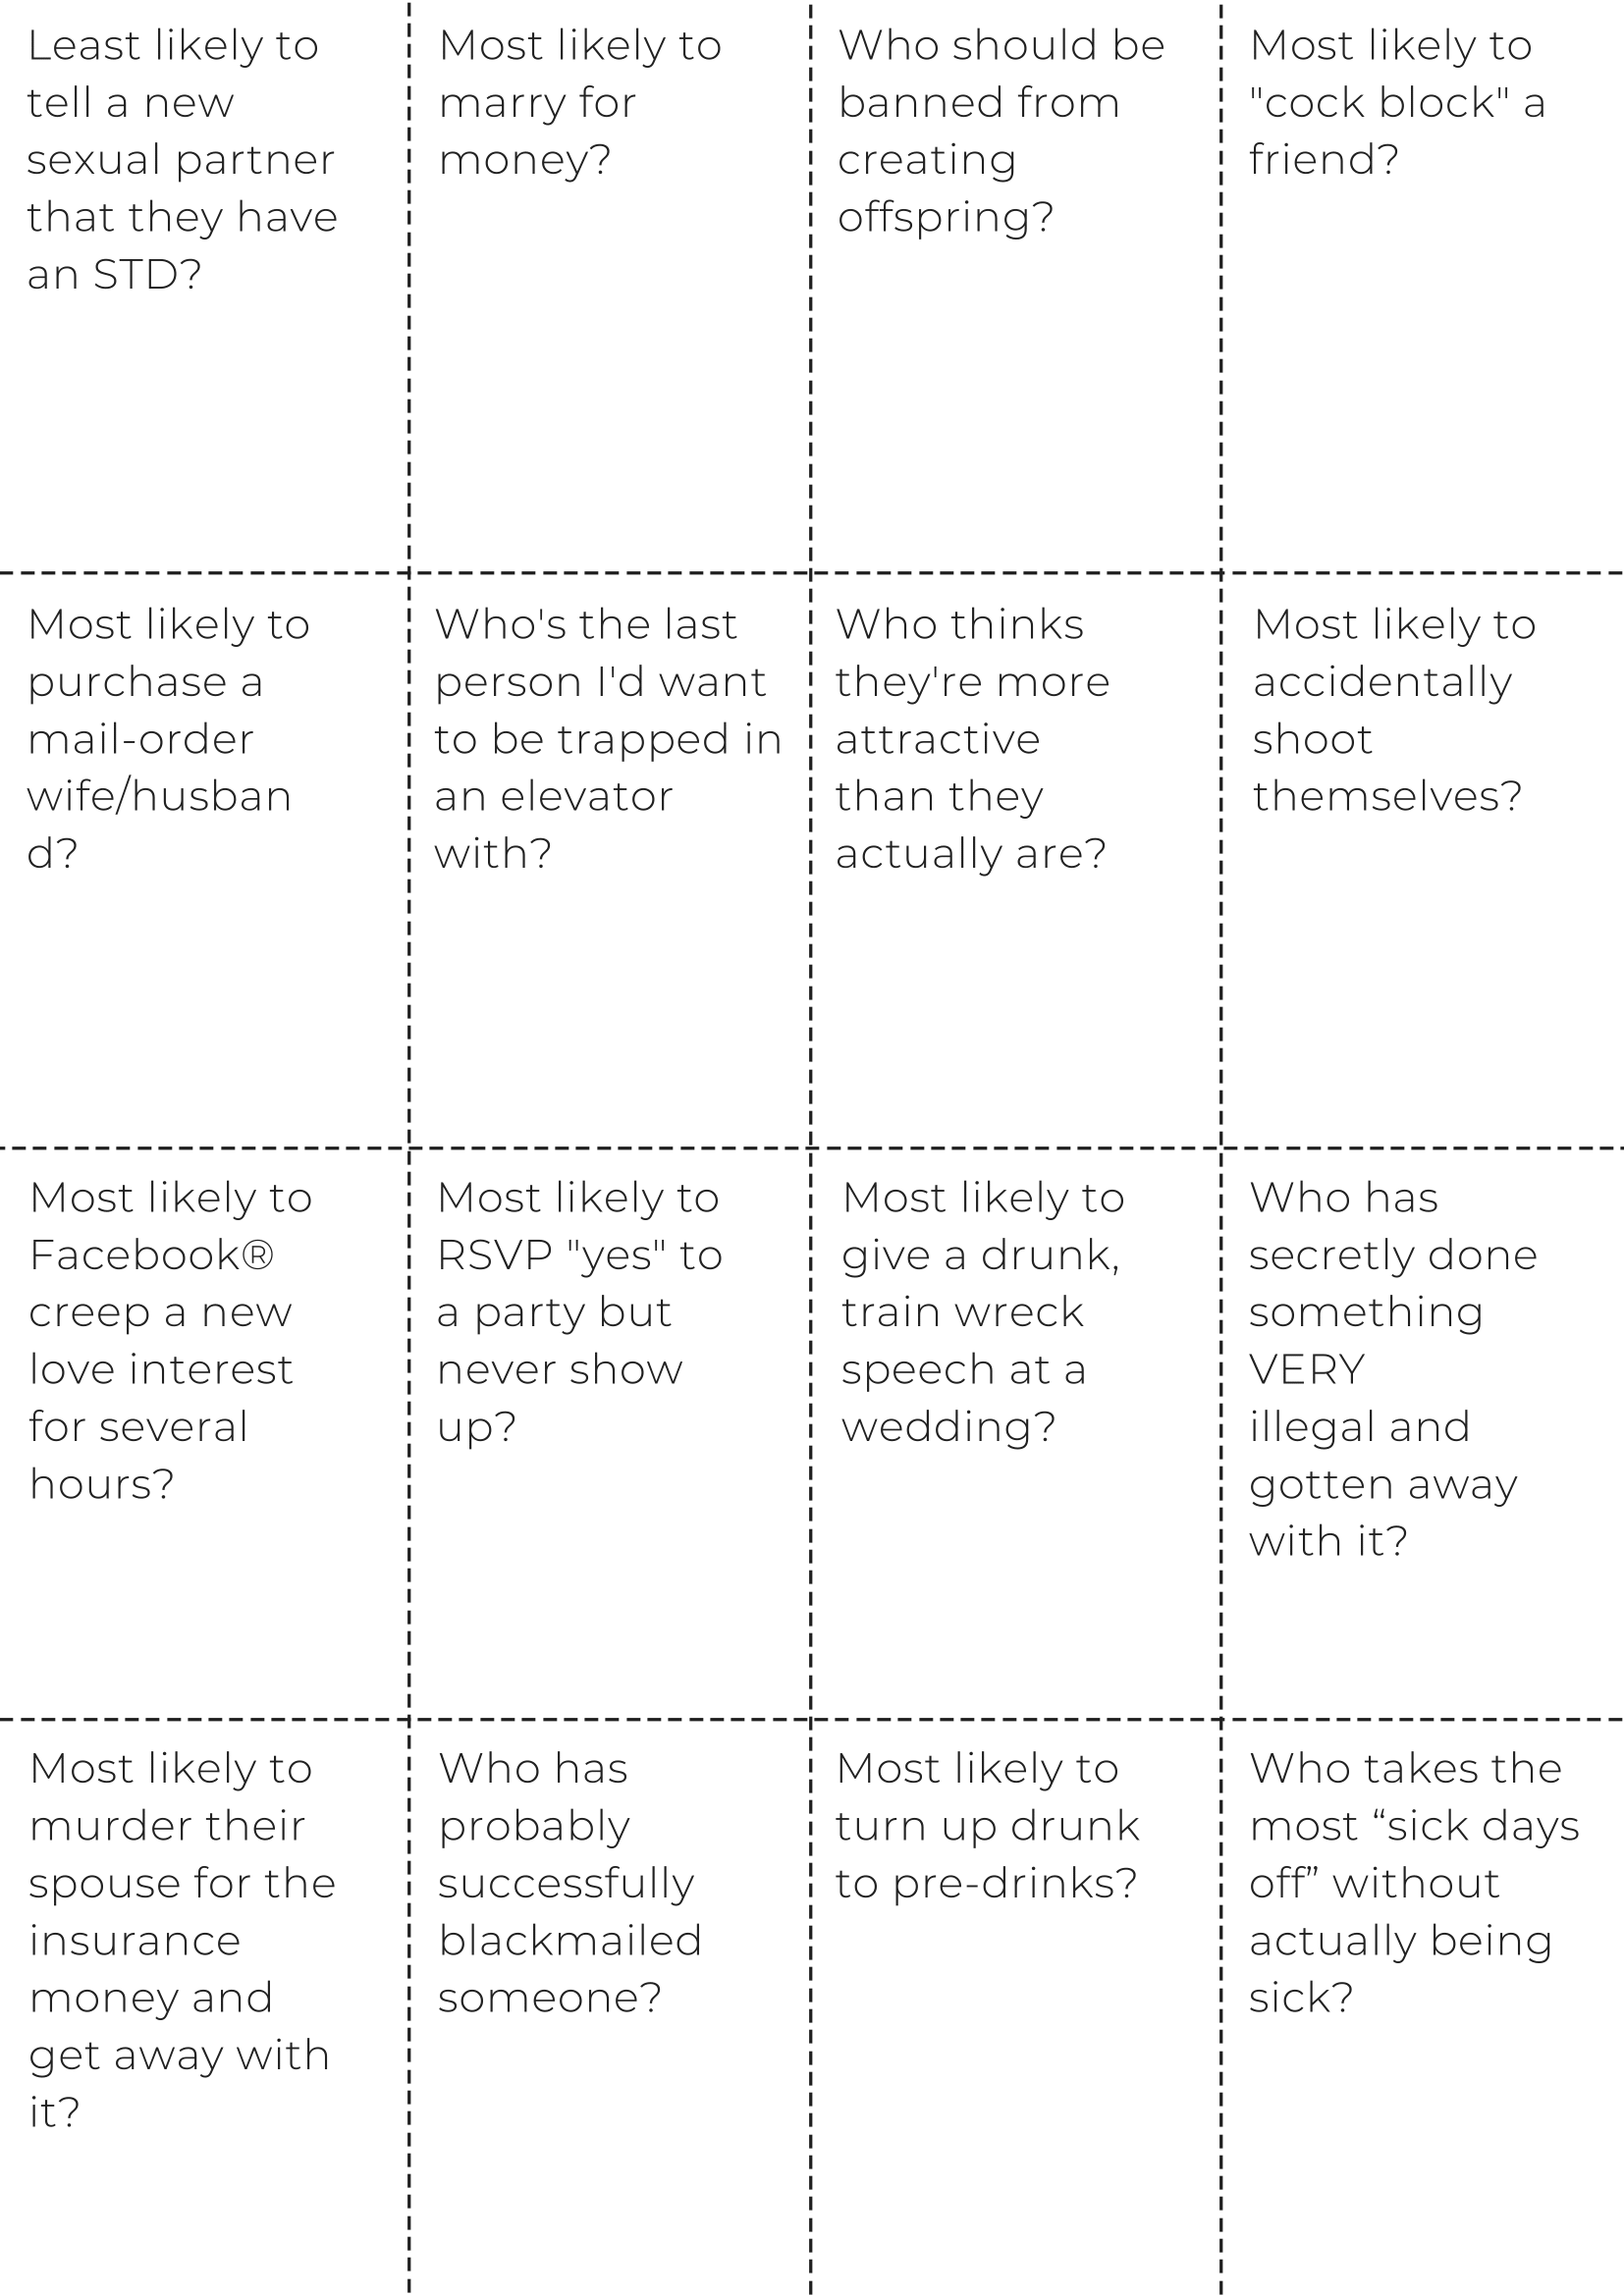 Least likely to
tell a new
sexual partner
that they have
an STD?
Most likely to
marry for
money?
Who should be
banned from
creating
offspring?
Most likely to
"cock block" a
friend?
Most likely to
purchase a
mail-order
wife/husban
d?
Who's the last
person I'd want
to be trapped in
an elevator
with?
Who thinks
they're more
attractive
than they
actually are?
Most likely to
accidentally
shoot
themselves?
Most likely to
Facebook®
creep a new
love interest
for several
hours?
Most likely to
RSVP "yes" to
a party but
never show
up?
Most likely to
give a drunk,
train wreck
speech at a
wedding?
Who has
secretly done
something
VERY
illegal and
gotten away
with it?
Most likely to
murder their
spouse for the
insurance
money and
get away with
it?
Who has
probably
successfully
blackmailed
someone?
Most likely to
turn up drunk
to pre-drinks?
Who takes the
most “sick days
off” without
actually being
sick?